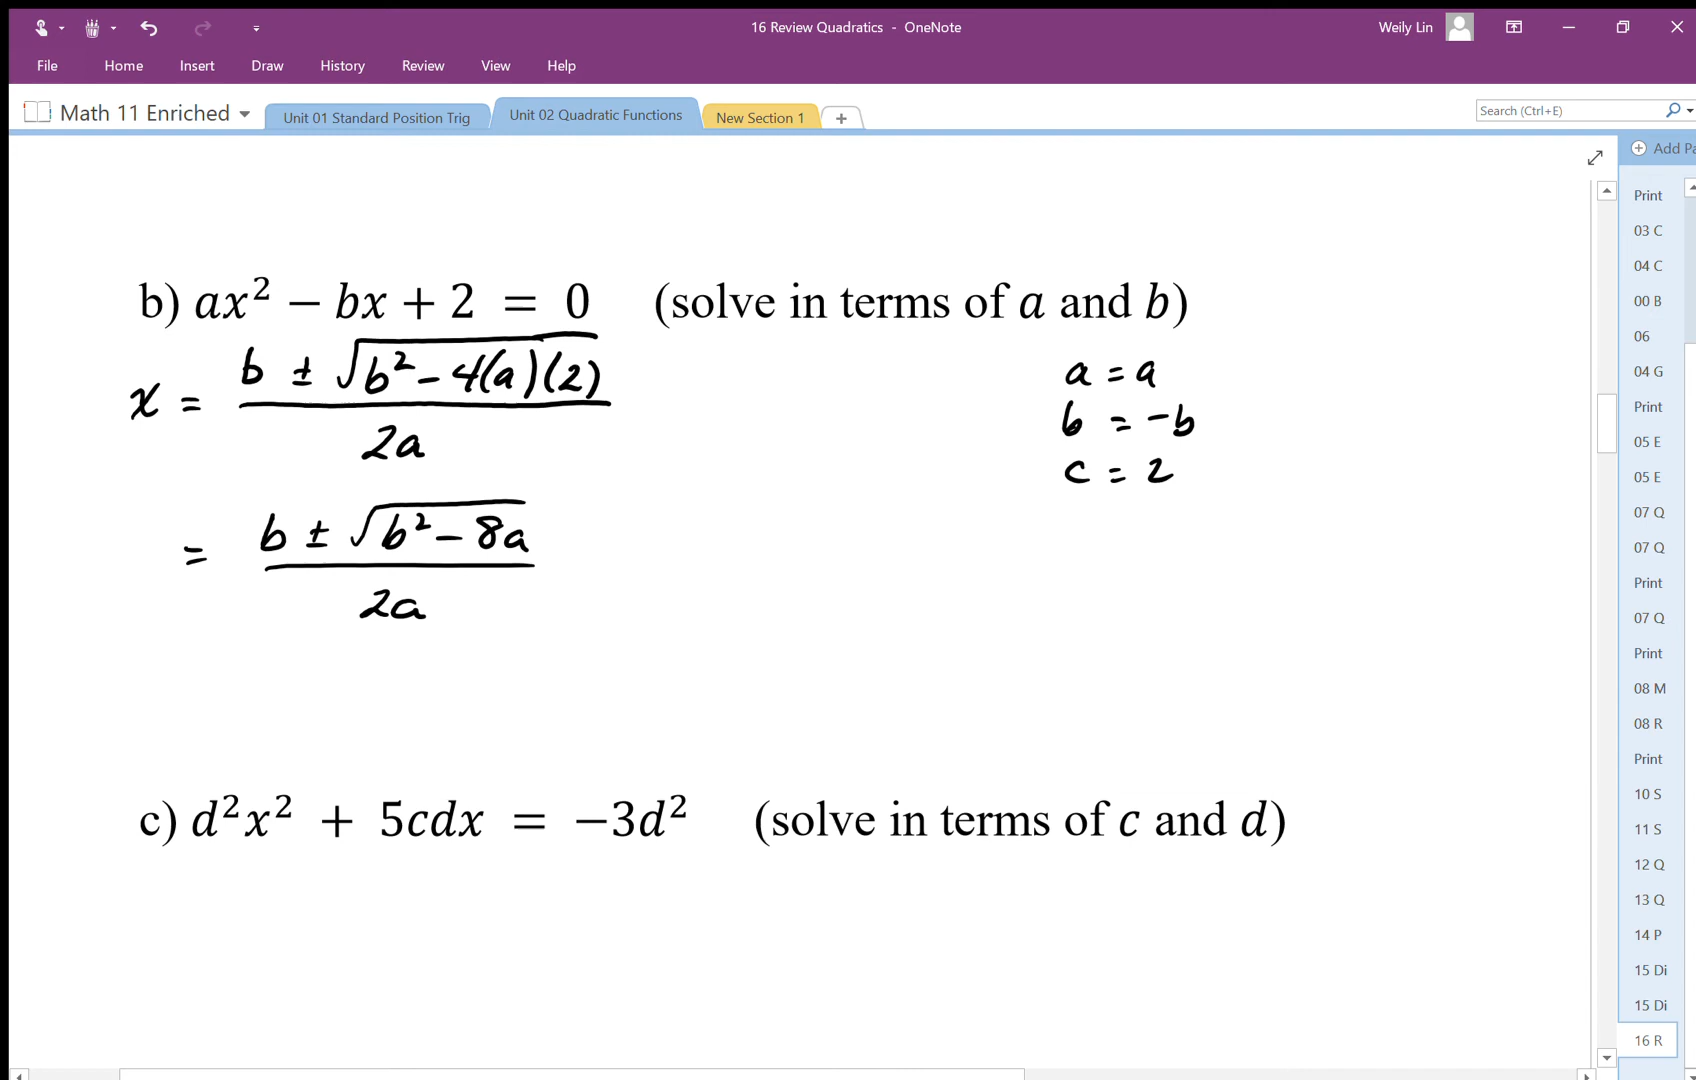 16 Review Quadratics - OneNote
Weily Lin
File Home Insert Draw History Review View Help
Math 11 Enriched
Unit 01 Standard Position Trig
Unit 02 Quadratic Functions
New Section 1
Search (Ctrl+E)
Add Pa
b) ax² − bx + 2 = 0 (solve in terms of a and b)
x = b ± √(b² − 4(a)(2)) / 2a
a = a
b = -b
c = 2
= b ± √(b² − 8a) / 2a
c) d²x² + 5cdx = −3d² (solve in terms of c and d)
Print
03 C
04 C
00 B
06
04 G
Print
05 E
05 E
07 Q
07 Q
Print
07 Q
Print
08 M
08 R
Print
10 S
11 S
12 Q
13 Q
14 P
15 Di
15 Di
16 R